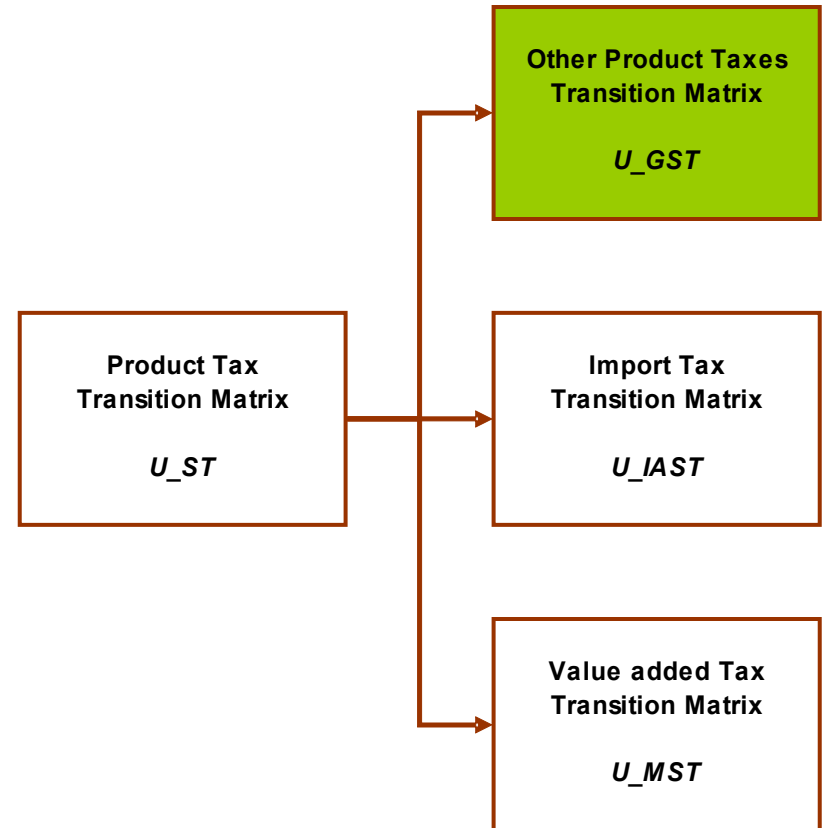 Other Product Taxes
Transition Matrix
U_GST
Product Tax
Transition Matrix
U_ST
Import Tax
Transition Matrix
U_IAST
Value added Tax
Transition Matrix
U_MST